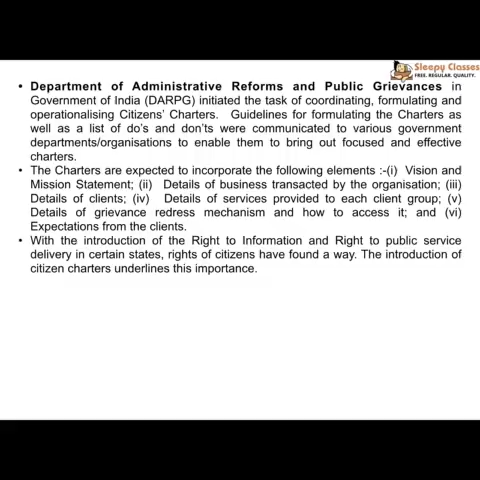 Sleepy Classes
FREE. REGULAR. QUALITY.
• Department of Administrative Reforms and Public Grievances in
Government of India (DARPG) initiated the task of coordinating, formulating and
operationalising Citizens' Charters. Guidelines for formulating the Charters as
well as a list of do's and don'ts were communicated to various government
departments/organisations to enable them to bring out focused and effective
charters.
• The Charters are expected to incorporate the following elements :-(i) Vision and
Mission Statement; (ii) Details of business transacted by the organisation; (iii)
Details of clients; (iv) Details of services provided to each client group; (v)
Details of grievance redress mechanism and how to access it; and (vi)
Expectations from the clients.
• With the introduction of the Right to Information and Right to public service
delivery in certain states, rights of citizens have found a way. The introduction of
citizen charters underlines this importance.